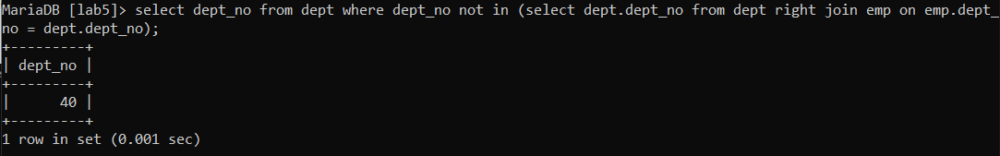 MariaDB [lab5]> select dept_no from dept where dept_no not in (select dept.dept_no from dept right join emp on emp.dept_
no = dept.dept_no);
+---------+
| dept_no |
+---------+
|      40 |
+---------+
1 row in set (0.001 sec)